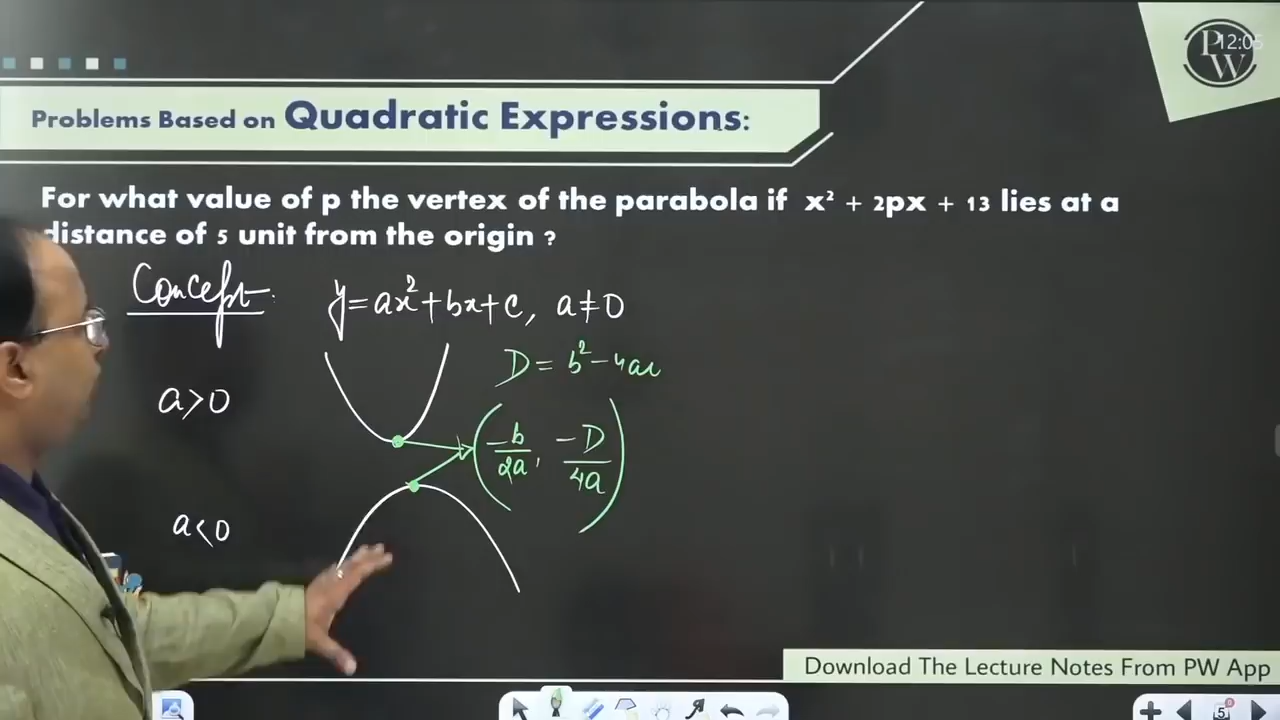 PW
12:05
Problems Based on Quadratic Expressions:
For what value of p the vertex of the parabola if x² + 2px + 13 lies at a
distance of 5 unit from the origin ?
Concept
y=ax²+bx+c, a≠0
D = b²-4ac
a>0
(-b/2a, -D/4a)
a<0
Download The Lecture Notes From PW App
5